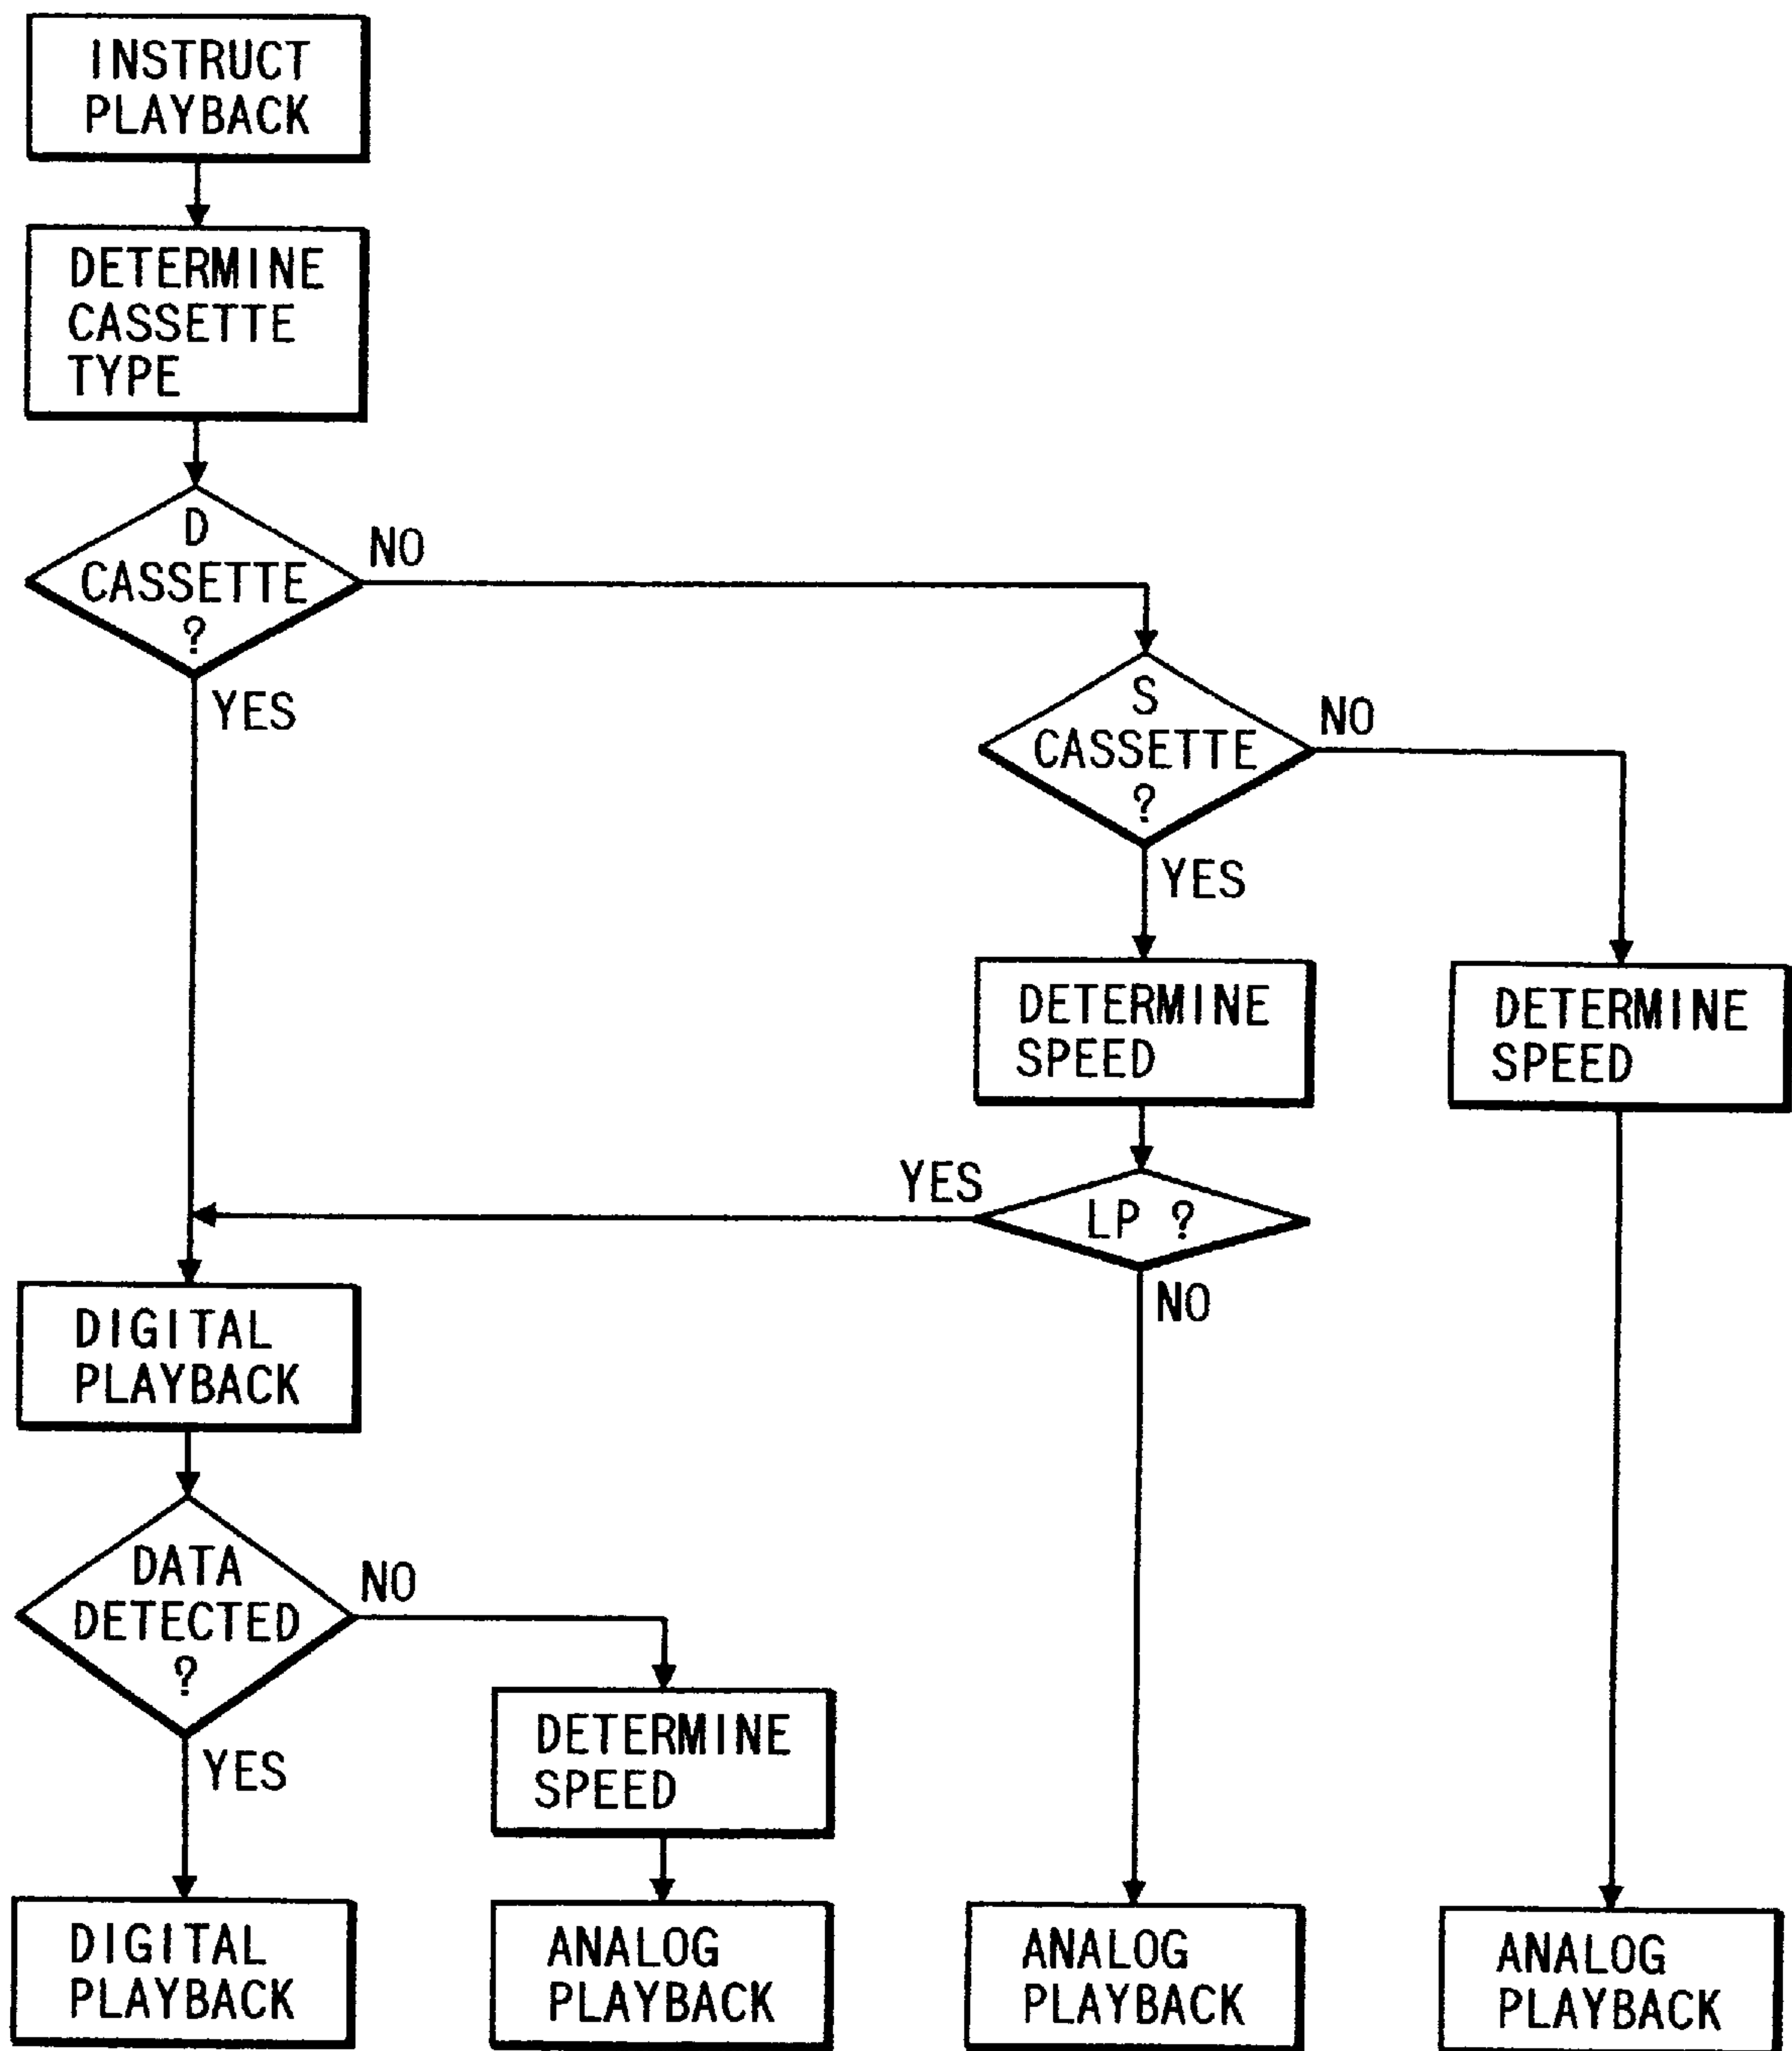 INSTRUCT
PLAYBACK
DETERMINE
CASSETTE
TYPE
D
CASSETTE
?
NO
YES
S
CASSETTE
?
NO
YES
DETERMINE
SPEED
DETERMINE
SPEED
YES
LP ?
NO
DIGITAL
PLAYBACK
DATA
DETECTED
?
NO
YES
DETERMINE
SPEED
DIGITAL
PLAYBACK
ANALOG
PLAYBACK
ANALOG
PLAYBACK
ANALOG
PLAYBACK